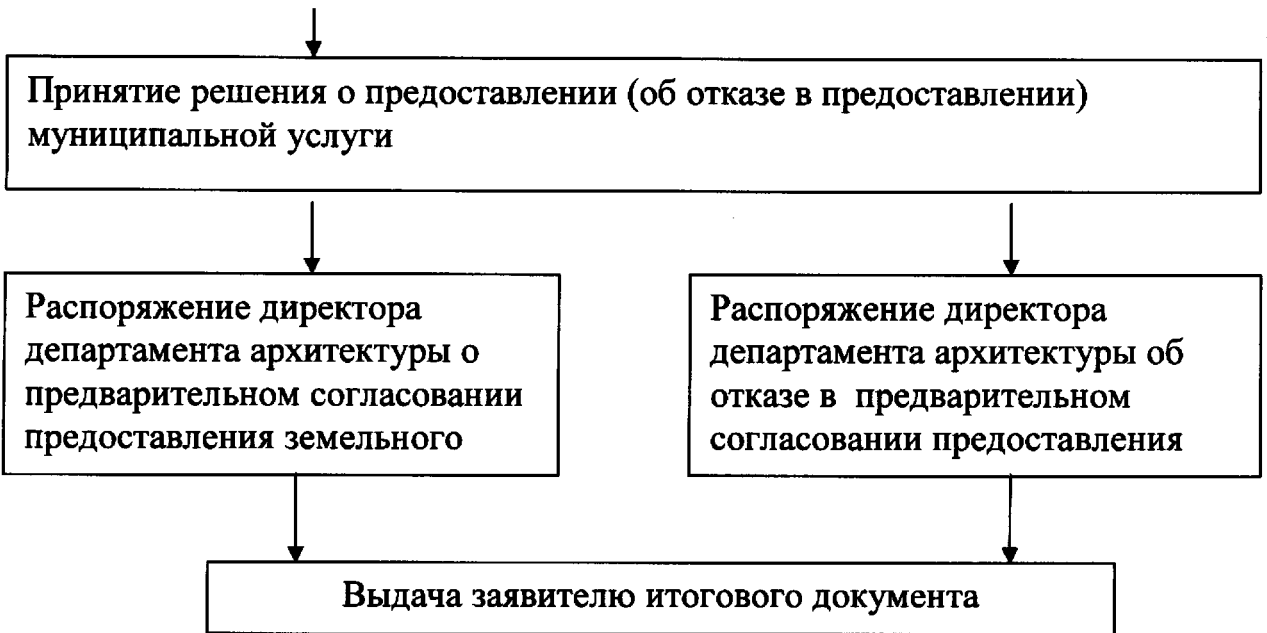 Принятие решения о предоставлении (об отказе в предоставлении)
муниципальной услуги
Распоряжение директора
департамента архитектуры о
предварительном согласовании
предоставления земельного
Распоряжение директора
департамента архитектуры об
отказе в предварительном
согласовании предоставления
Выдача заявителю итогового документа